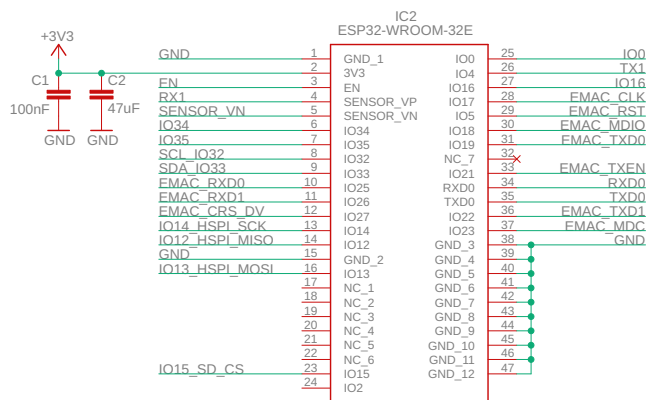 IC2
ESP32-WROOM-32E
+3V3
C1
100nF
GND
C2
47uF
GND
GND 1 GND_1 IO0 25 IO0
2 3V3 IO4 26 TX1
EN 3 EN IO16 27 IO16
RX1 4 SENSOR_VP IO17 28 EMAC_CLK
SENSOR_VN 5 SENSOR_VN IO5 29 EMAC_RST
IO34 6 IO34 IO18 30 EMAC_MDIO
IO35 7 IO35 IO19 31 EMAC_TXD0
SCL_IO32 8 IO32 NC_7 32
SDA_IO33 9 IO33 IO21 33 EMAC_TXEN
EMAC_RXD0 10 IO25 RXD0 34 RXD0
EMAC_RXD1 11 IO26 TXD0 35 TXD0
EMAC_CRS_DV 12 IO27 IO22 36 EMAC_TXD1
IO14_HSPI_SCK 13 IO14 IO23 37 EMAC_MDC
IO12_HSPI_MISO 14 IO12 GND_3 38 GND
GND 15 GND_2 GND_4 39
IO13_HSPI_MOSI 16 IO13 GND_5 40
17 NC_1 GND_6 41
18 NC_2 GND_7 42
19 NC_3 GND_8 43
20 NC_4 GND_9 44
21 NC_5 GND_10 45
22 NC_6 GND_11 46
IO15_SD_CS 23 IO15 GND_12 47
24 IO2